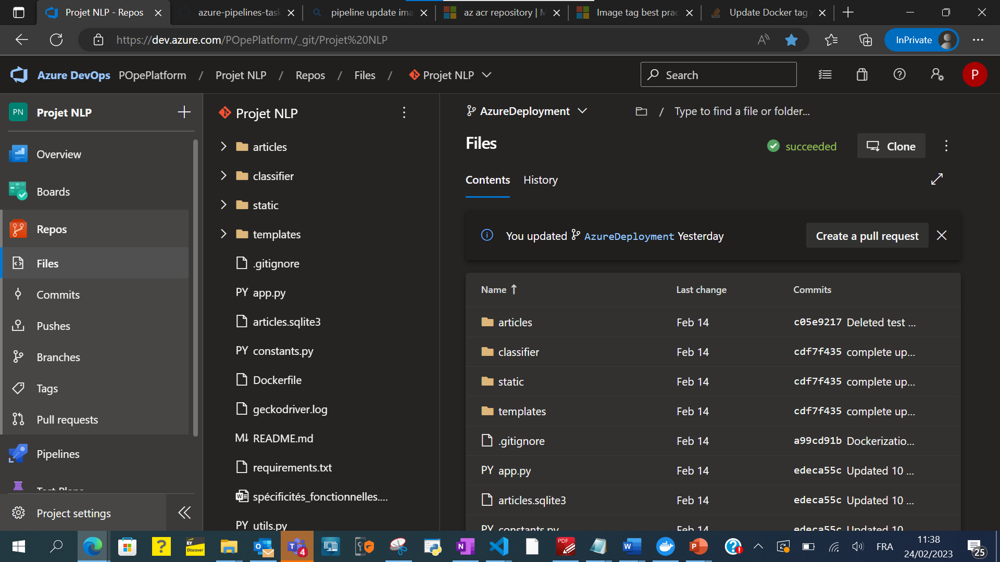 Projet NLP - Repos
azure-pipelines-task
pipeline update ima
az acr repository | M
Image tag best prac
Update Docker tag
https://dev.azure.com/POpePlatform/_git/Projet%20NLP
InPrivate
Azure DevOps POpePlatform / Projet NLP / Repos / Files / Projet NLP
Search
P
PN Projet NLP
Overview
Boards
Repos
Files
Commits
Pushes
Branches
Tags
Pull requests
Pipelines
Test Plans
Project settings
Projet NLP
articles
classifier
static
templates
.gitignore
PY app.py
articles.sqlite3
PY constants.py
Dockerfile
geckodriver.log
M↓ README.md
requirements.txt
spécificités_fonctionnelles....
PY utils.py
AzureDeployment
/ Type to find a file or folder...
Files
succeeded
Clone
Contents History
You updated AzureDeployment Yesterday
Create a pull request
Name Last change Commits
articles Feb 14 c05e9217 Deleted test ...
classifier Feb 14 cdf7f435 complete up...
static Feb 14 cdf7f435 complete up...
templates Feb 14 cdf7f435 complete up...
.gitignore Feb 14 a99cd91b Dockerizatio...
PY app.py Feb 14 edeca55c Updated 10 ...
articles.sqlite3 Feb 14 edeca55c Updated 10 ...
PY constants.py Feb 14 edeca55c Updated 10 ...
EY
Discover
4
PDF
FRA
11:38
24/02/2023
25